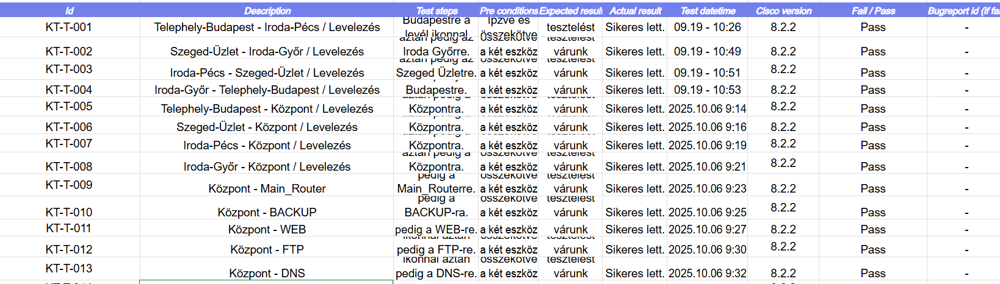 Id Description Test steps Pre conditions Expected result Actual result Test datetime Cisco version Fail / Pass Bugreport id (if fai
KT-T-001 Telephely-Budapest - Iroda-Pécs / Levelezés Budapestre a levél ikonnal. Ipzve és összekötve tesztelést Sikeres lett. 09.19 - 10:26 8.2.2 Pass -
KT-T-002 Szeged-Üzlet - Iroda-Győr / Levelezés aztán pedig az Iroda Győrre. összekötve a két eszköz tesztelést várunk Sikeres lett. 09.19 - 10:49 8.2.2 Pass -
KT-T-003 Iroda-Pécs - Szeged-Üzlet / Levelezés aztán pedig az Szeged Üzletre. összekötve a két eszköz tesztelést várunk Sikeres lett. 09.19 - 10:51 8.2.2 Pass -
KT-T-004 Iroda-Győr - Telephely-Budapest / Levelezés Budapestre. a két eszköz várunk Sikeres lett. 09.19 - 10:53 8.2.2 Pass -
KT-T-005 Telephely-Budapest - Központ / Levelezés aztán pedig a Központra. összekötve a két eszköz tesztelést várunk Sikeres lett. 2025.10.06 9:14 8.2.2 Pass -
KT-T-006 Szeged-Üzlet - Központ / Levelezés aztán pedig a Központra. a két eszköz várunk Sikeres lett. 2025.10.06 9:16 8.2.2 Pass -
KT-T-007 Iroda-Pécs - Központ / Levelezés aztán pedig a Központra. a két eszköz várunk Sikeres lett. 2025.10.06 9:19 8.2.2 Pass -
KT-T-008 Iroda-Győr - Központ / Levelezés aztán pedig a Központra. összekötve a két eszköz tesztelést várunk Sikeres lett. 2025.10.06 9:21 8.2.2 Pass -
KT-T-009 Központ - Main_Router pedig a Main_Routerre. összekötve a két eszköz tesztelést várunk Sikeres lett. 2025.10.06 9:23 8.2.2 Pass -
KT-T-010 Központ - BACKUP pedig a BACKUP-ra. összekötve a két eszköz tesztelést várunk Sikeres lett. 2025.10.06 9:25 8.2.2 Pass -
KT-T-011 Központ - WEB pedig a WEB-re. a két eszköz várunk Sikeres lett. 2025.10.06 9:27 8.2.2 Pass -
KT-T-012 Központ - FTP ikonnal aztán pedig a FTP-re. összekötve a két eszköz tesztelést várunk Sikeres lett. 2025.10.06 9:30 8.2.2 Pass -
KT-T-013 Központ - DNS ikonnal aztán pedig a DNS-re. összekötve a két eszköz tesztelést várunk Sikeres lett. 2025.10.06 9:32 8.2.2 Pass -